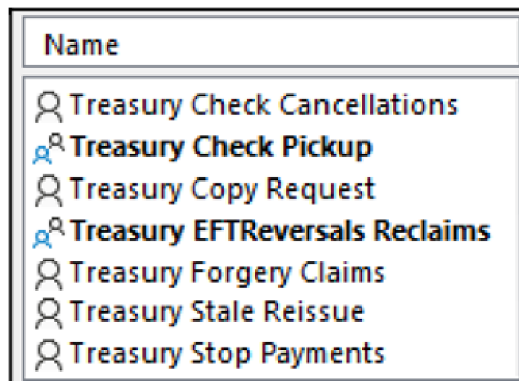 Name
Treasury Check Cancellations
Treasury Check Pickup
Treasury Copy Request
Treasury EFTReversals Reclaims
Treasury Forgery Claims
Treasury Stale Reissue
Treasury Stop Payments